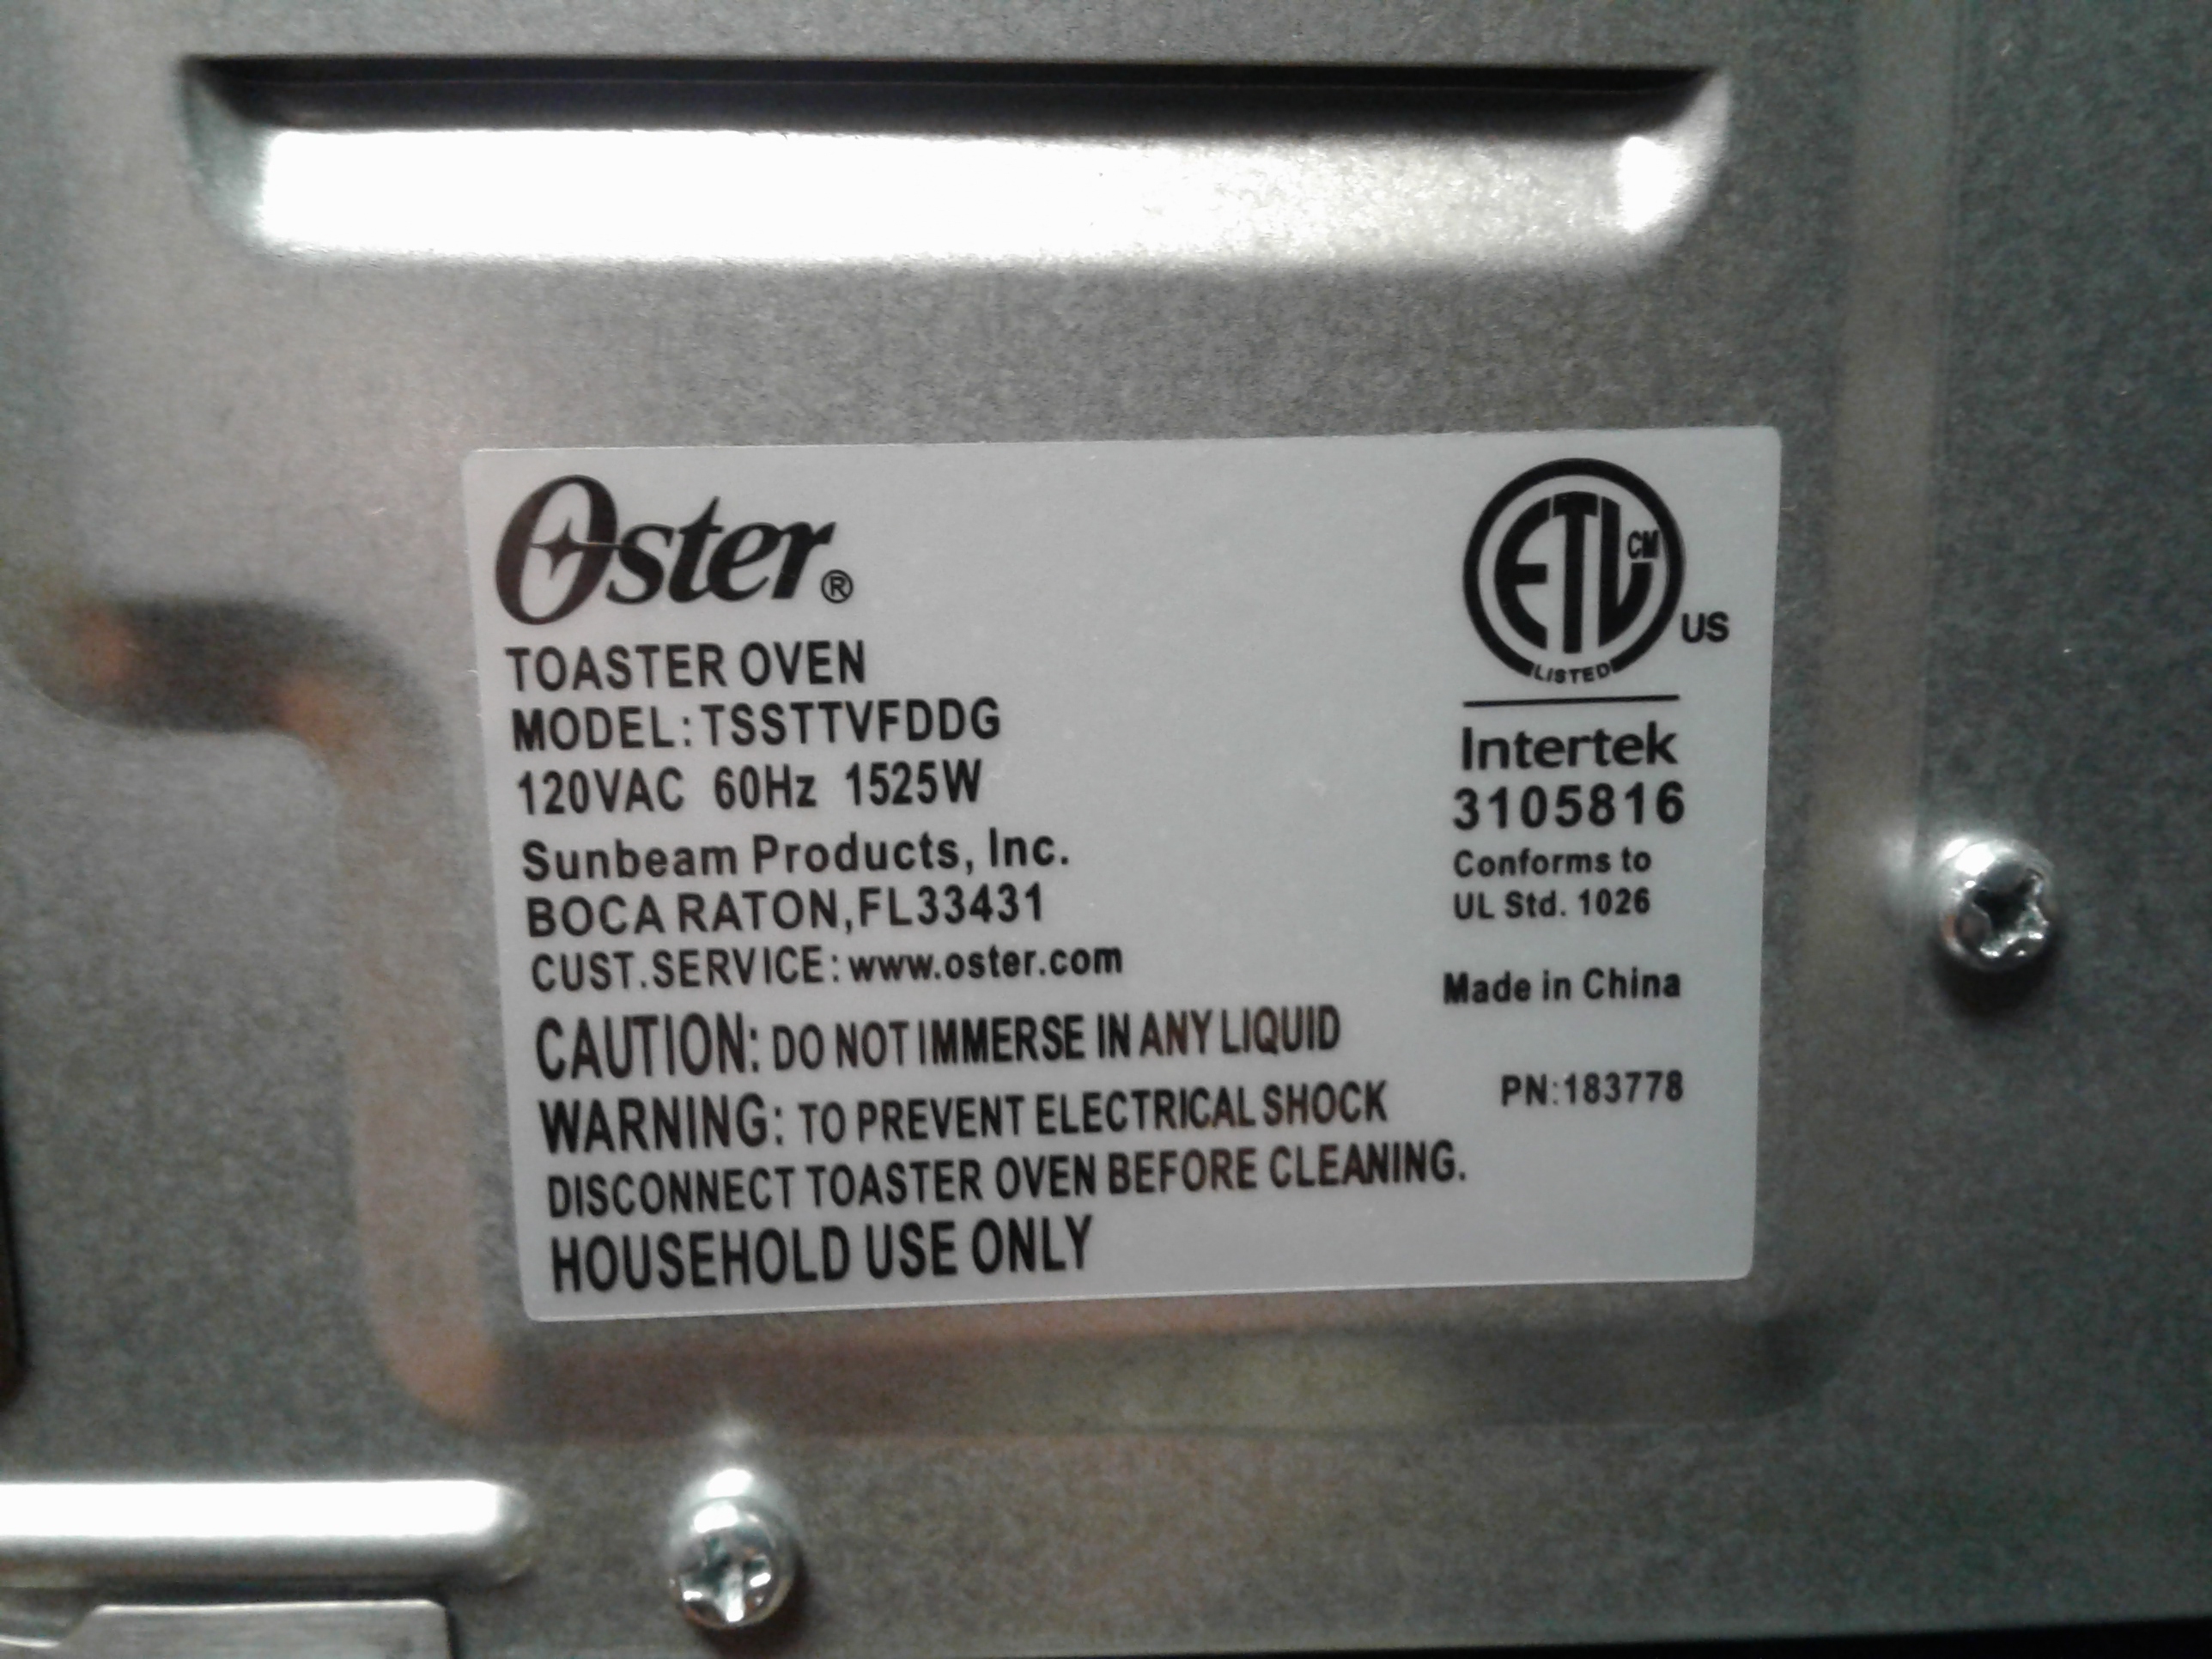 Oster®
TOASTER OVEN
MODEL: TSSTTVFDDG
120VAC 60Hz 1525W
Sunbeam Products, Inc.
BOCA RATON, FL33431
CUST. SERVICE: www.oster.com
CAUTION: DO NOT IMMERSE IN ANY LIQUID
WARNING: TO PREVENT ELECTRICAL SHOCK
DISCONNECT TOASTER OVEN BEFORE CLEANING.
HOUSEHOLD USE ONLY
ETL CM
US
LISTED
Intertek
3105816
Conforms to
UL Std. 1026
Made in China
PN:183778